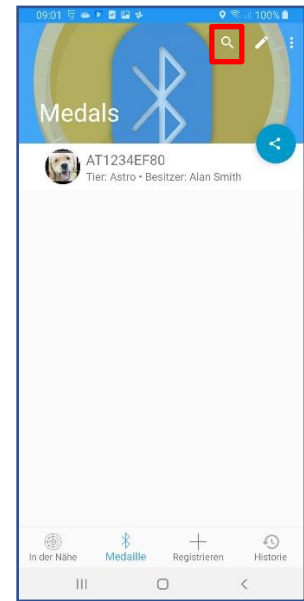 09:01 100%
Medals
AT1234EF80
Tier: Astro • Besitzer: Alan Smith
In der Nähe Medaille Registrieren Historie